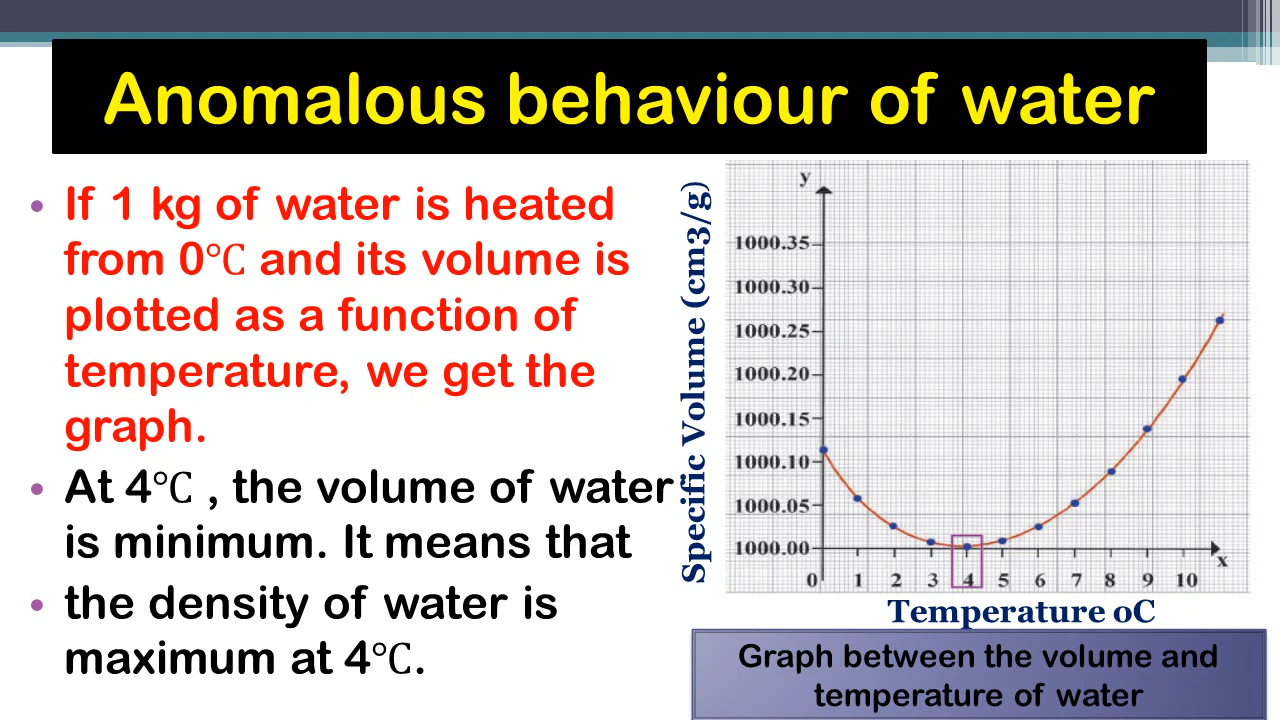 Anomalous behaviour of water
• If 1 kg of water is heated
from 0℃ and its volume is
plotted as a function of
temperature, we get the
graph.
• At 4℃ , the volume of water
is minimum. It means that
• the density of water is
maximum at 4℃.
Specific Volume (cm3/g)
y
1000.35
1000.30
1000.25
1000.20
1000.15
1000.10
1000.05
1000.00
x
0 1 2 3 4 5 6 7 8 9 10
Temperature oC
Graph between the volume and
temperature of water